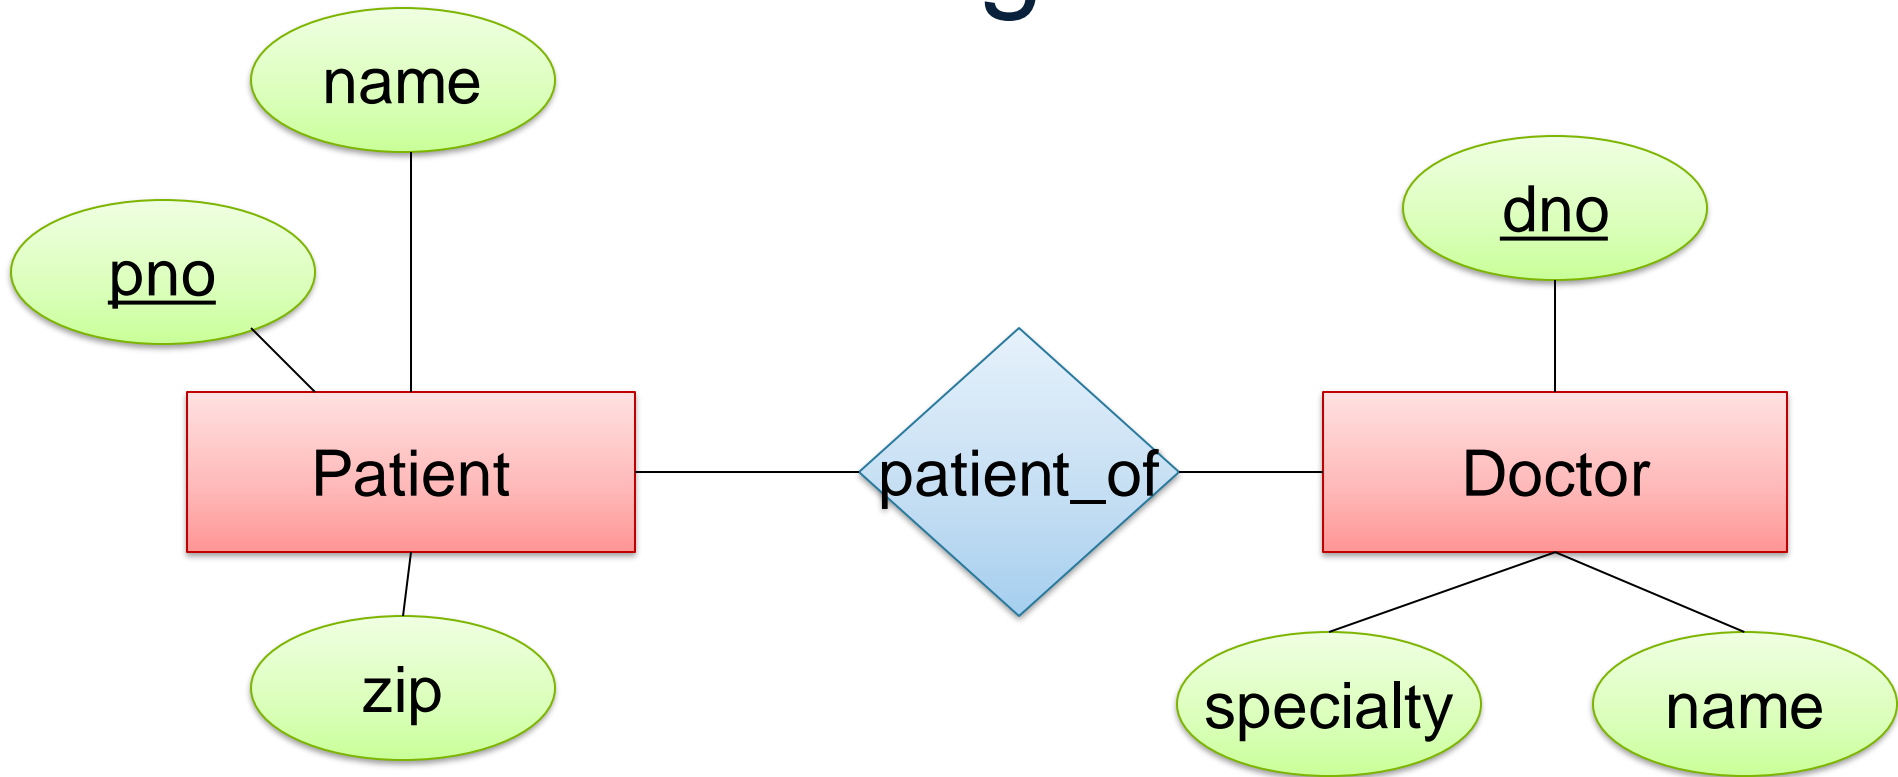 name
dno
pno
Patient
patient_of
Doctor
zip
specialty
name